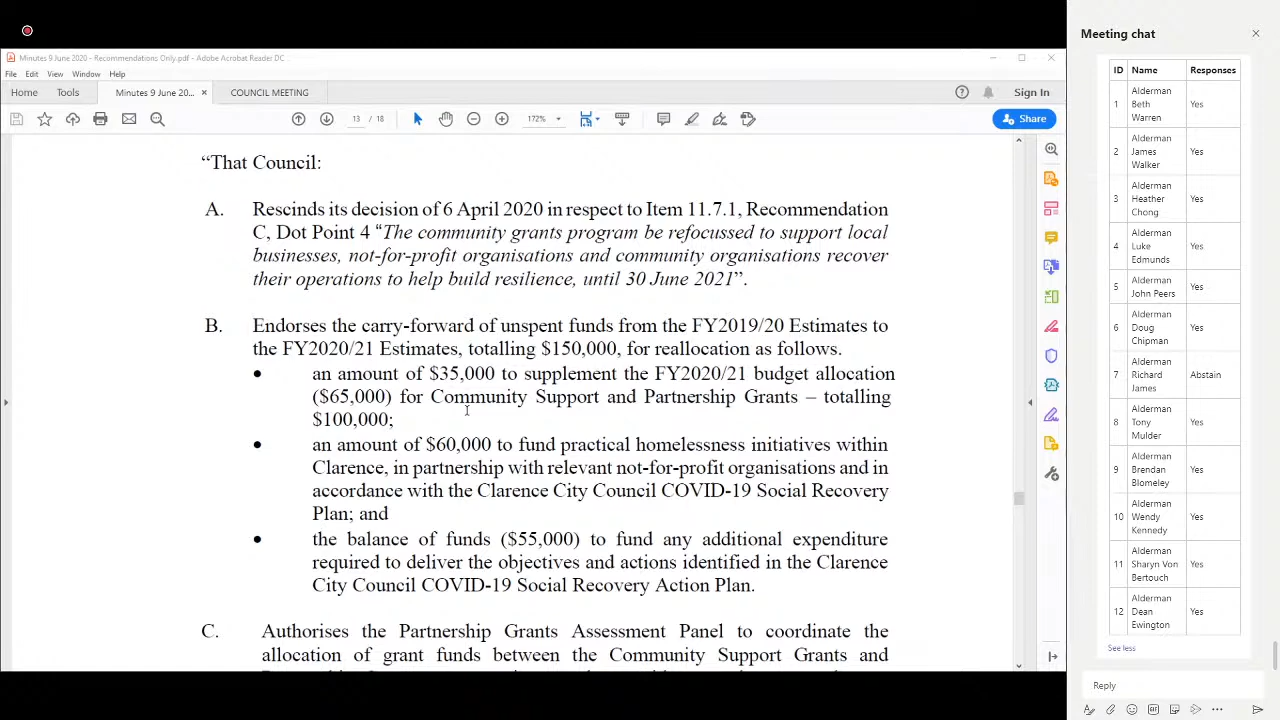 Minutes 9 June 2020 - Recommendations Only.pdf - Adobe Acrobat Reader DC
File Edit View Window Help
Home Tools Minutes 9 June 20... × COUNCIL MEETING Sign In
13 / 18 172% Share
“That Council:
A. Rescinds its decision of 6 April 2020 in respect to Item 11.7.1, Recommendation
C, Dot Point 4 “The community grants program be refocussed to support local
businesses, not-for-profit organisations and community organisations recover
their operations to help build resilience, until 30 June 2021”.
B. Endorses the carry-forward of unspent funds from the FY2019/20 Estimates to
the FY2020/21 Estimates, totalling $150,000, for reallocation as follows.
• an amount of $35,000 to supplement the FY2020/21 budget allocation
($65,000) for Community Support and Partnership Grants – totalling
$100,000;
• an amount of $60,000 to fund practical homelessness initiatives within
Clarence, in partnership with relevant not-for-profit organisations and in
accordance with the Clarence City Council COVID-19 Social Recovery
Plan; and
• the balance of funds ($55,000) to fund any additional expenditure
required to deliver the objectives and actions identified in the Clarence
City Council COVID-19 Social Recovery Action Plan.
C. Authorises the Partnership Grants Assessment Panel to coordinate the
allocation of grant funds between the Community Support Grants and
Meeting chat
ID Name Responses
1 Alderman Yes
Beth
Warren
2 Alderman Yes
James
Walker
3 Alderman Yes
Heather
Chong
4 Alderman Yes
Luke
Edmunds
5 Alderman Yes
John Peers
6 Alderman Yes
Doug
Chipman
7 Alderman Abstain
Richard
James
8 Alderman Yes
Tony
Mulder
9 Alderman Yes
Brendan
Blomeley
10 Alderman Yes
Wendy
Kennedy
11 Alderman Yes
Sharyn Von
Bertouch
12 Alderman Yes
Dean
Ewington
See less
Reply